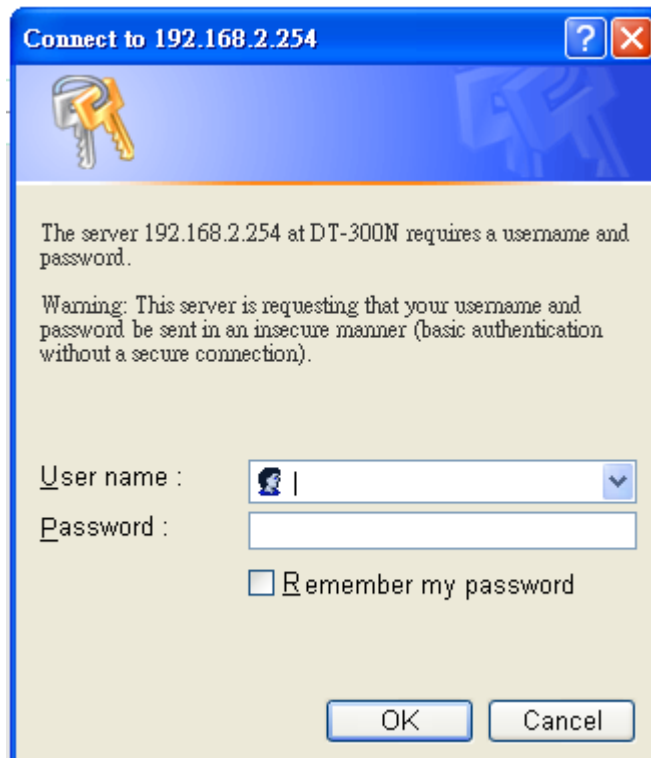 Connect to 192.168.2.254
The server 192.168.2.254 at DT-300N requires a username and
password.
Warning: This server is requesting that your username and
password be sent in an insecure manner (basic authentication
without a secure connection).
User name :
Password :
Remember my password
OK Cancel